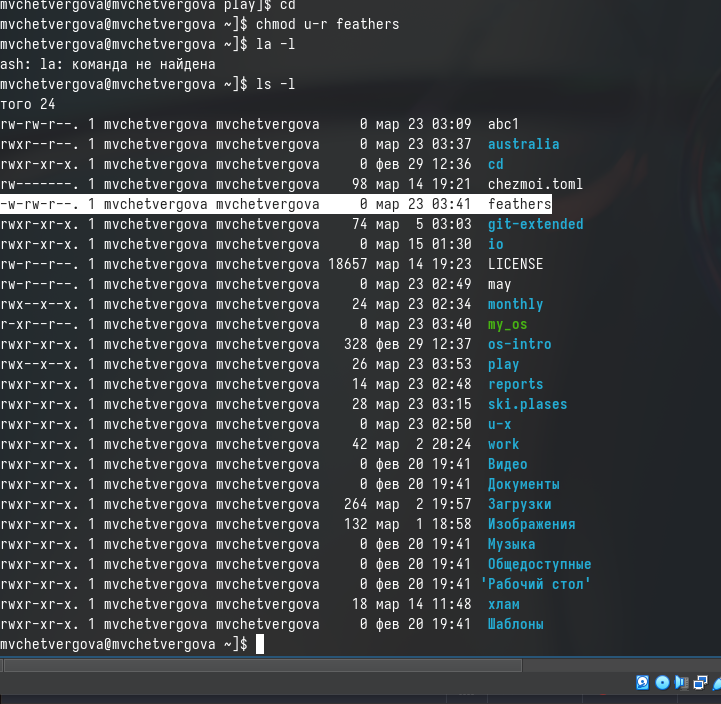 mvchetvergova@mvchetvergova play]$ cd
mvchetvergova@mvchetvergova ~]$ chmod u-r feathers
mvchetvergova@mvchetvergova ~]$ la -l
ash: la: команда не найдена
mvchetvergova@mvchetvergova ~]$ ls -l
того 24
rw-rw-r--. 1 mvchetvergova mvchetvergova 0 мар 23 03:09 abc1
rwxr--r--. 1 mvchetvergova mvchetvergova 0 мар 23 03:37 australia
rwxr-xr-x. 1 mvchetvergova mvchetvergova 0 фев 29 12:36 cd
rw-------. 1 mvchetvergova mvchetvergova 98 мар 14 19:21 chezmoi.toml
-w-rw-r--. 1 mvchetvergova mvchetvergova 0 мар 23 03:41 feathers
rwxr-xr-x. 1 mvchetvergova mvchetvergova 74 мар 5 03:03 git-extended
rwxr-xr-x. 1 mvchetvergova mvchetvergova 0 мар 15 01:30 io
rw-r--r--. 1 mvchetvergova mvchetvergova 18657 мар 14 19:23 LICENSE
rw-r--r--. 1 mvchetvergova mvchetvergova 0 мар 23 02:49 may
rwx--x--x. 1 mvchetvergova mvchetvergova 24 мар 23 02:34 monthly
r-xr--r--. 1 mvchetvergova mvchetvergova 0 мар 23 03:40 my_os
rwxr-xr-x. 1 mvchetvergova mvchetvergova 328 фев 29 12:37 os-intro
rwx--x--x. 1 mvchetvergova mvchetvergova 26 мар 23 03:53 play
rwxr-xr-x. 1 mvchetvergova mvchetvergova 14 мар 23 02:48 reports
rwxr-xr-x. 1 mvchetvergova mvchetvergova 28 мар 23 03:15 ski.plases
rwxr-xr-x. 1 mvchetvergova mvchetvergova 0 мар 23 02:50 u-x
rwxr-xr-x. 1 mvchetvergova mvchetvergova 42 мар 2 20:24 work
rwxr-xr-x. 1 mvchetvergova mvchetvergova 0 фев 20 19:41 Видео
rwxr-xr-x. 1 mvchetvergova mvchetvergova 0 фев 20 19:41 Документы
rwxr-xr-x. 1 mvchetvergova mvchetvergova 264 мар 2 19:57 Загрузки
rwxr-xr-x. 1 mvchetvergova mvchetvergova 132 мар 1 18:58 Изображения
rwxr-xr-x. 1 mvchetvergova mvchetvergova 0 фев 20 19:41 Музыка
rwxr-xr-x. 1 mvchetvergova mvchetvergova 0 фев 20 19:41 Общедоступные
rwxr-xr-x. 1 mvchetvergova mvchetvergova 0 фев 20 19:41 'Рабочий стол'
rwxr-xr-x. 1 mvchetvergova mvchetvergova 18 мар 14 11:48 хлам
rwxr-xr-x. 1 mvchetvergova mvchetvergova 0 фев 20 19:41 Шаблоны
mvchetvergova@mvchetvergova ~]$